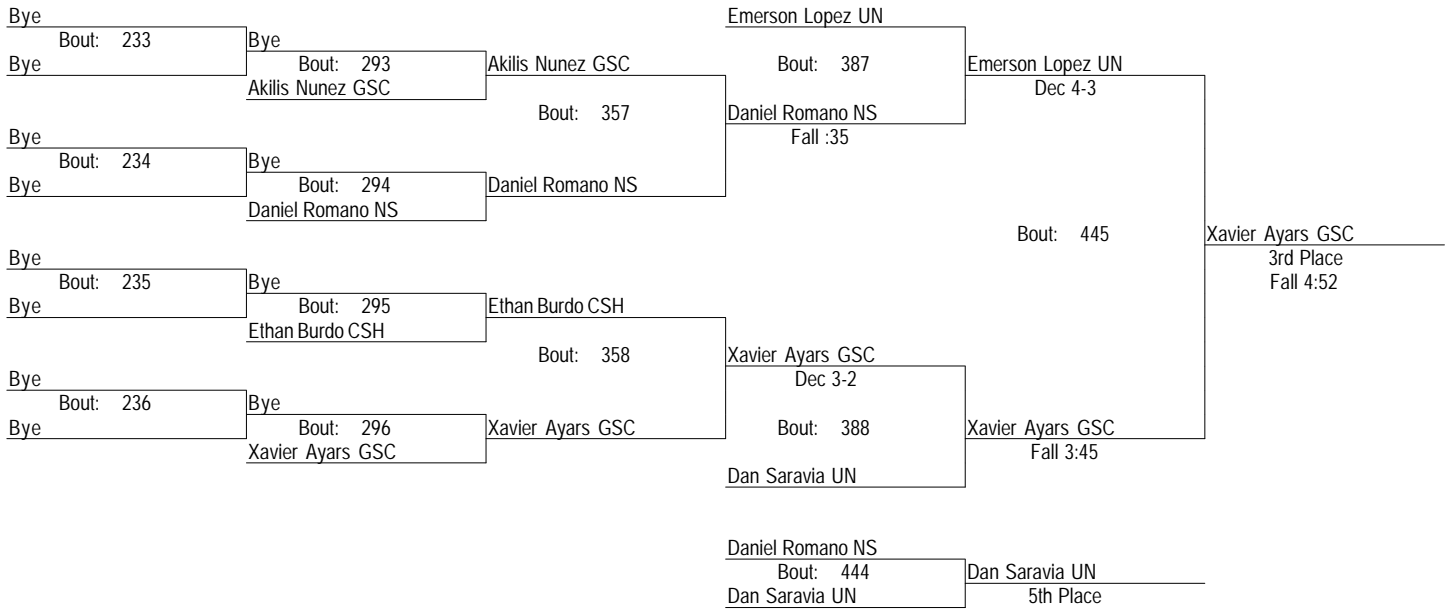 Bye
Bout: 233
Bye
Bye
Bout: 293
Akilis Nunez GSC
Akilis Nunez GSC
Bout: 357
Bye
Bout: 234
Bye
Bye
Bout: 294
Daniel Romano NS
Daniel Romano NS
Emerson Lopez UN
Bout: 387
Daniel Romano NS
Fall :35
Emerson Lopez UN
Dec 4-3
Bye
Bout: 235
Bye
Bye
Bout: 295
Ethan Burdo CSH
Ethan Burdo CSH
Bout: 358
Bye
Bout: 236
Bye
Bye
Bout: 296
Xavier Ayars GSC
Xavier Ayars GSC
Xavier Ayars GSC
Dec 3-2
Bout: 388
Dan Saravia UN
Xavier Ayars GSC
Fall 3:45
Bout: 445
Xavier Ayars GSC
3rd Place
Fall 4:52
Daniel Romano NS
Bout: 444
Dan Saravia UN
Dan Saravia UN
5th Place